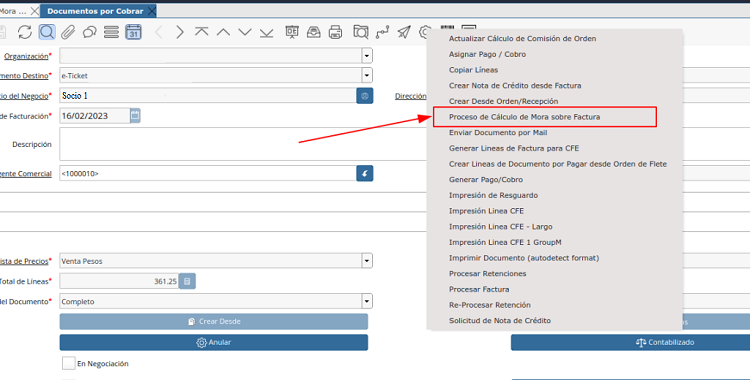 Mora ...
Documentos por Cobrar
31
Organización*
mento Destino*
e-Ticket
cio del Negocio*
Socio 1
Dirección
de Facturación*
16/02/2023
Descripción
gente Comercial
<1000010>
ista de Precios*
Venta Pesos
Total de Líneas*
361.25
del Documento*
Completo
Crear Desde
Anular
En Negociación
Actualizar Cálculo de Comisión de Orden
Asignar Pago / Cobro
Copiar Líneas
Crear Nota de Crédito desde Factura
Crear Desde Orden/Recepción
Proceso de Cálculo de Mora sobre Factura
Enviar Documento por Mail
Generar Lineas de Factura para CFE
Crear Lineas de Documento por Pagar desde Orden de Flete
Generar Pago/Cobro
Impresión de Resguardo
Impresión Linea CFE
Impresión Linea CFE - Largo
Impresión Linea CFE 1 GroupM
Imprimir Documento (autodetect format)
Procesar Retenciones
Procesar Factura
Re-Procesar Retención
Solicitud de Nota de Crédito
Contabilizado